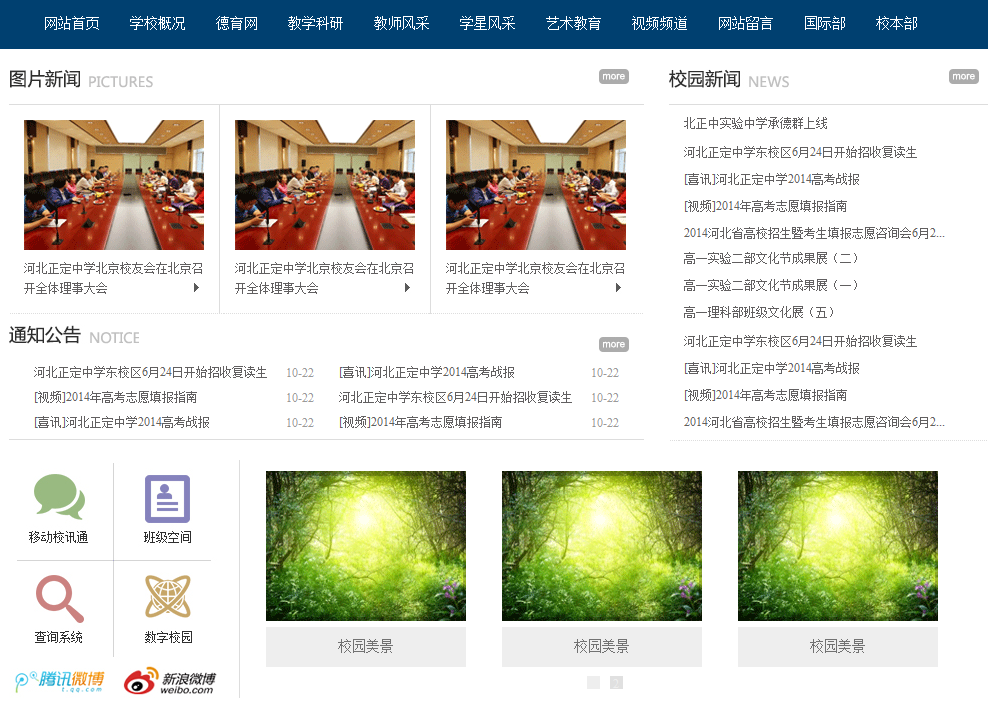 网站首页 学校概况 德育网 教学科研 教师风采 学星风采 艺术教育 视频频道 网站留言 国际部 校本部
图片新闻 PICTURES more
河北正定中学北京校友会在北京召
开全体理事大会
河北正定中学北京校友会在北京召
开全体理事大会
河北正定中学北京校友会在北京召
开全体理事大会
通知公告 NOTICE more
河北正定中学东校区6月24日开始招收复读生 10-22
[喜讯]河北正定中学2014高考战报 10-22
[视频]2014年高考志愿填报指南 10-22
河北正定中学东校区6月24日开始招收复读生 10-22
[喜讯]河北正定中学2014高考战报 10-22
[视频]2014年高考志愿填报指南 10-22
校园新闻 NEWS more
北正中实验中学承德群上线
河北正定中学东校区6月24日开始招收复读生
[喜讯]河北正定中学2014高考战报
[视频]2014年高考志愿填报指南
2014河北省高校招生暨考生填报志愿咨询会6月2...
高一实验二部文化节成果展（二）
高一实验二部文化节成果展（一）
高一理科部班级文化展（五）
河北正定中学东校区6月24日开始招收复读生
[喜讯]河北正定中学2014高考战报
[视频]2014年高考志愿填报指南
2014河北省高校招生暨考生填报志愿咨询会6月2...
移动校讯通 班级空间
查询系统 数字校园
腾讯微博
t.qq.com
新浪微博
weibo.com
校园美景 校园美景 校园美景